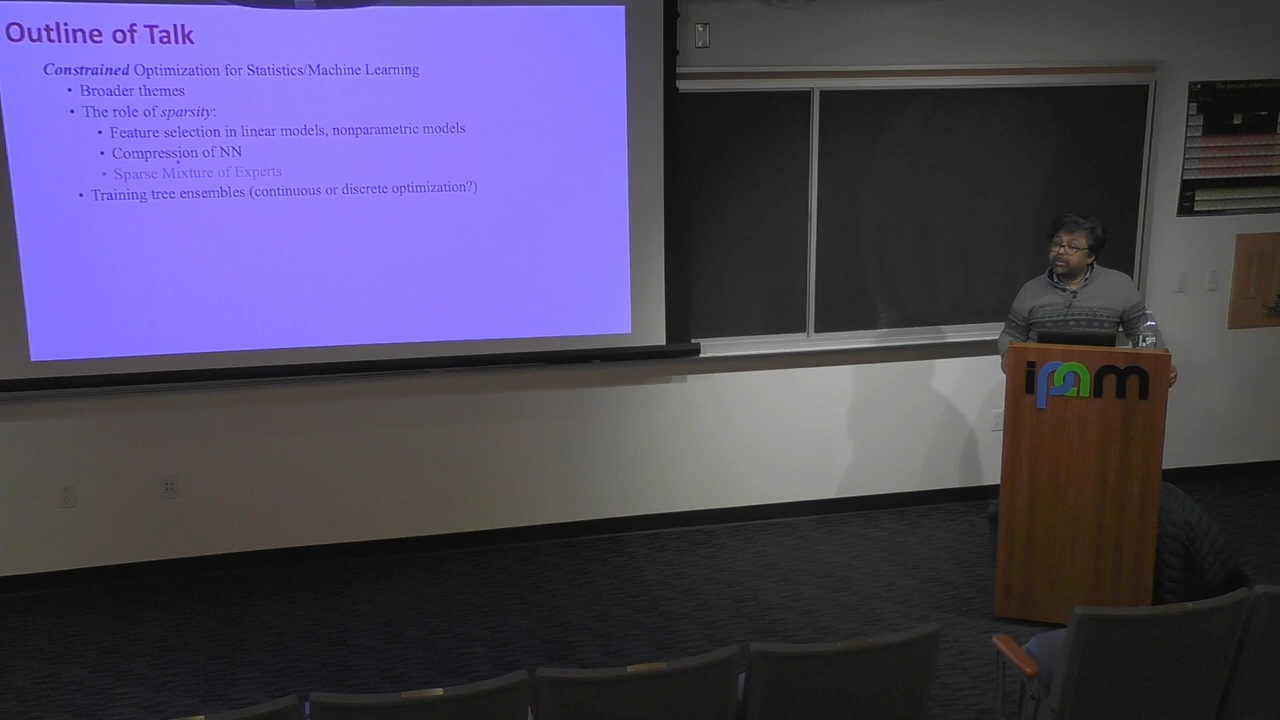 Outline of Talk
Constrained Optimization for Statistics/Machine Learning
• Broader themes
• The role of sparsity:
• Feature selection in linear models, nonparametric models
• Compression of NN
• Sparse Mixture of Experts
• Training tree ensembles (continuous or discrete optimization?)
ipam